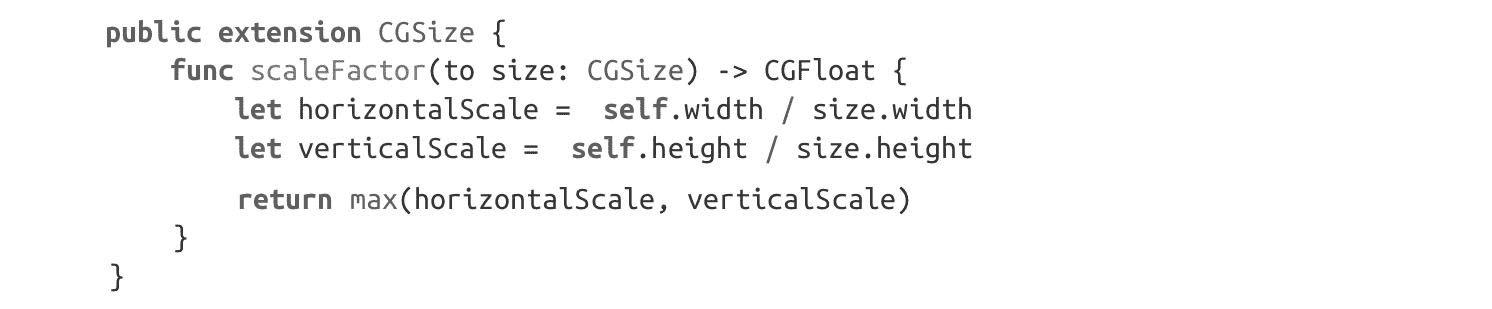 public extension CGSize {
    func scaleFactor(to size: CGSize) -> CGFloat {
        let horizontalScale =  self.width / size.width
        let verticalScale =  self.height / size.height
        return max(horizontalScale, verticalScale)
    }
}